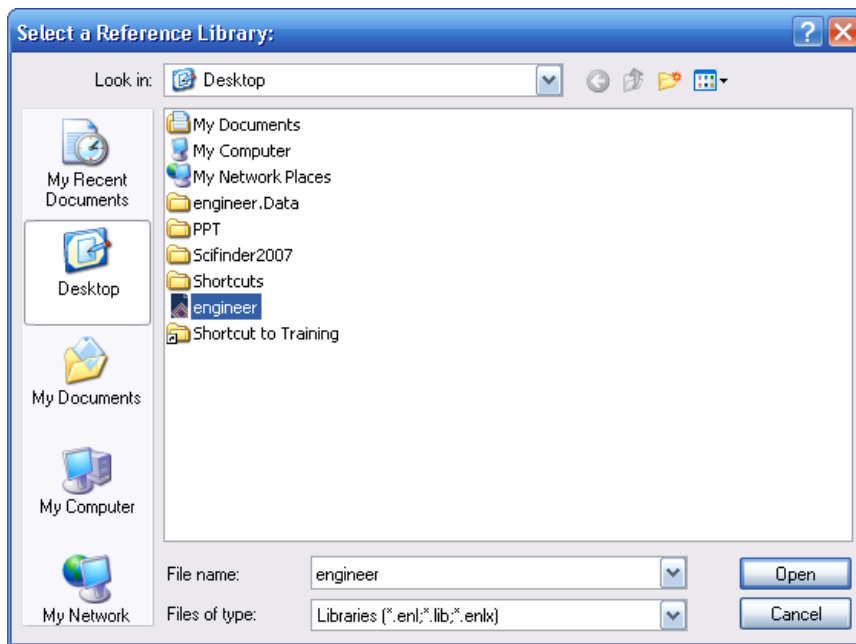 Select a Reference Library:
Look in: Desktop
My Recent
Documents
Desktop
My Documents
My Computer
My Network
My Documents
My Computer
My Network Places
engineer.Data
PPT
Scifinder2007
Shortcuts
engineer
Shortcut to Training
File name: engineer Open
Files of type: Libraries (*.enl;*.lib;*.enlx) Cancel